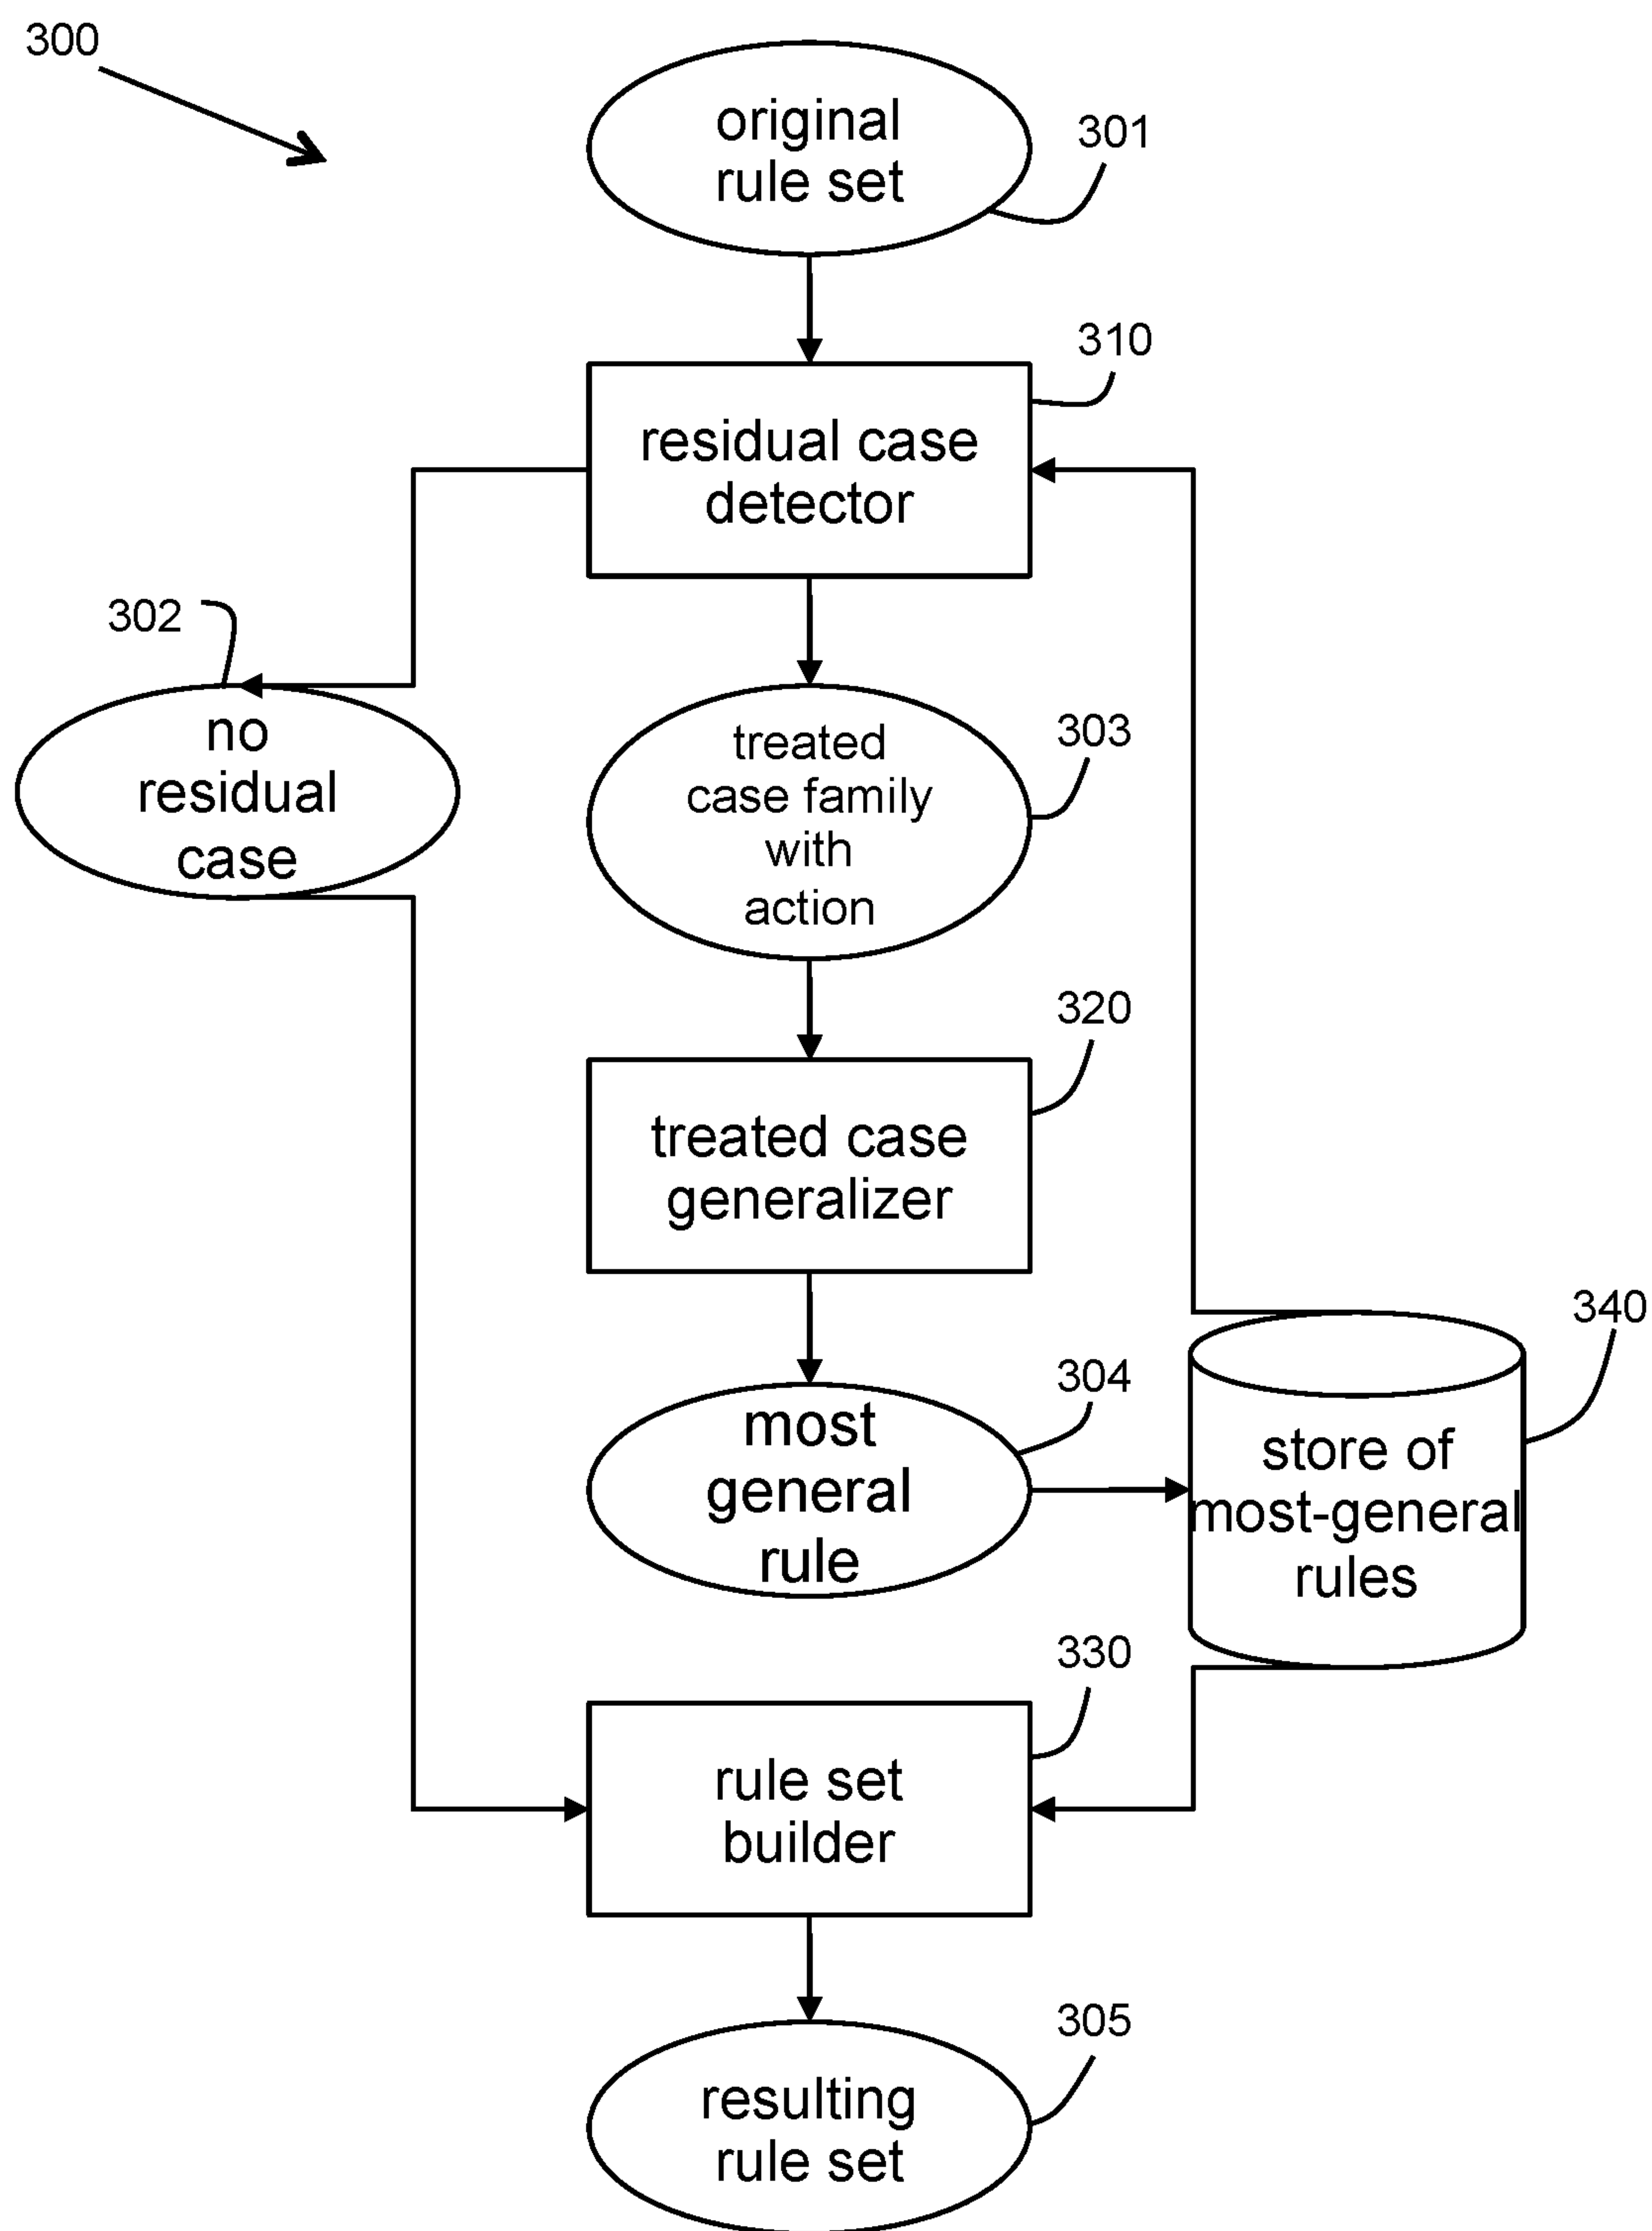 300
original
rule set
301
310
residual case
detector
302
no
residual
case
treated
case family
with
action
303
320
treated case
generalizer
304
most
general
rule
340
store of
most-general
rules
330
rule set
builder
305
resulting
rule set